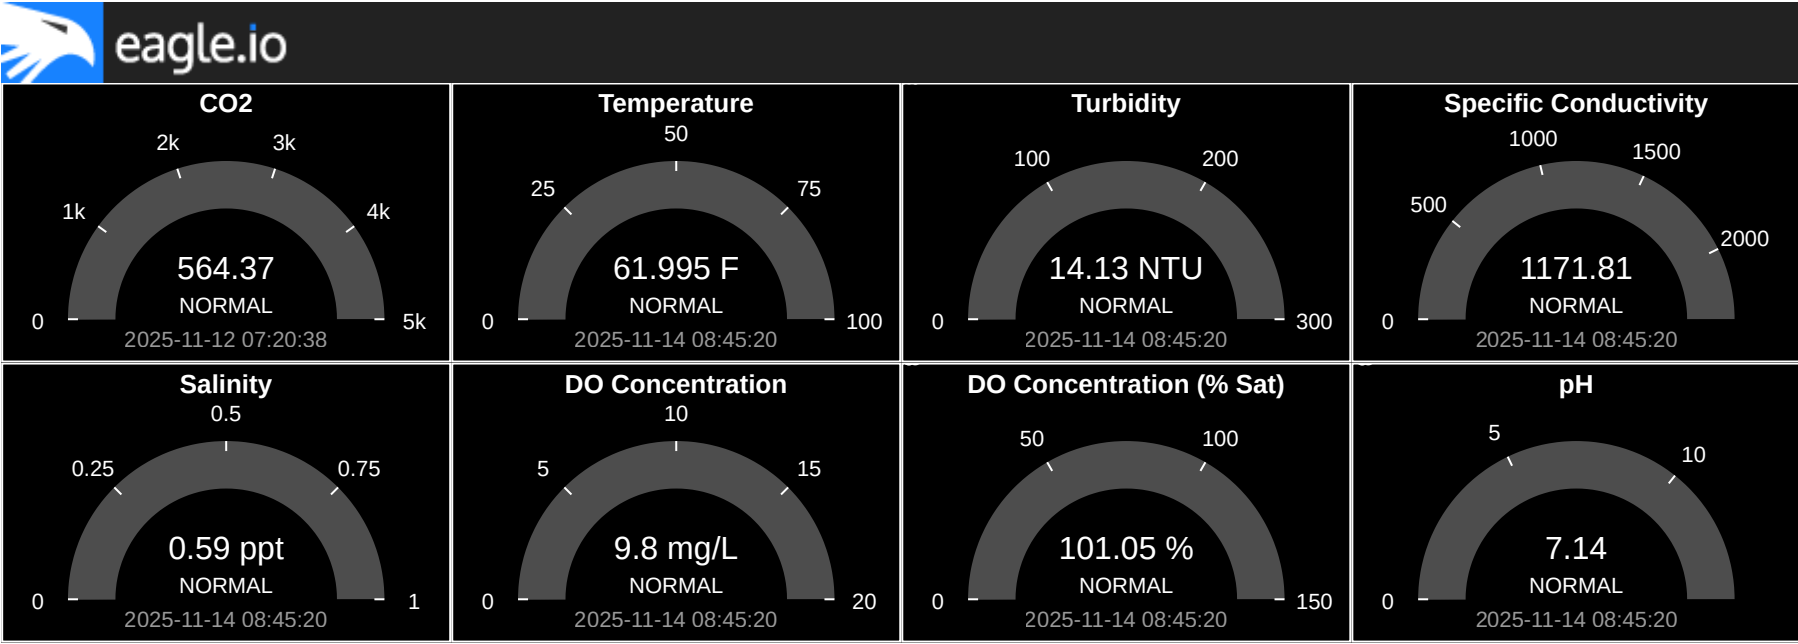 eagle.io
CO2
2k 3k
1k 4k
564.37
NORMAL
0 5k
2025-11-12 07:20:38
Temperature
50
25 75
61.995 F
NORMAL
0 100
2025-11-14 08:45:20
Turbidity
100 200
14.13 NTU
NORMAL
0 300
2025-11-14 08:45:20
Specific Conductivity
1000 1500
500 2000
1171.81
NORMAL
0
2025-11-14 08:45:20
Salinity
0.5
0.25 0.75
0.59 ppt
NORMAL
0 1
2025-11-14 08:45:20
DO Concentration
10
5 15
9.8 mg/L
NORMAL
0 20
2025-11-14 08:45:20
DO Concentration (% Sat)
50 100
101.05 %
NORMAL
0 150
2025-11-14 08:45:20
pH
5 10
7.14
NORMAL
0
2025-11-14 08:45:20